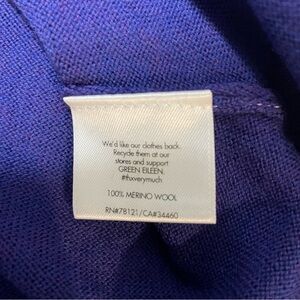 We'd like our clothes back.
Recycle them at our
stores and support
GREEN EILEEN.
#thxverymuch
100% MERINO WOOL
RN#78121/CA#34460